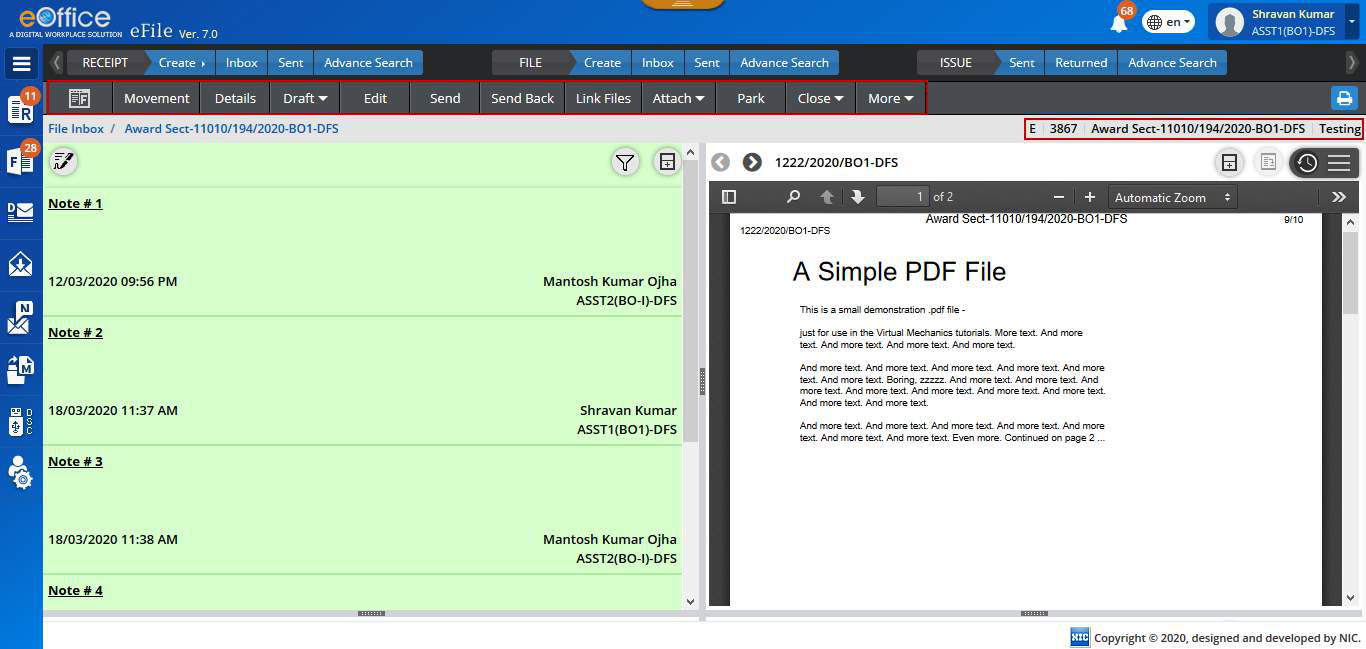 eOffice
A DIGITAL WORKPLACE SOLUTION
eFile Ver. 7.0
68
en
Shravan Kumar
ASST1(BO1)-DFS
RECEIPT Create Inbox Sent Advance Search FILE Create Inbox Sent Advance Search ISSUE Sent Returned Advance Search
Movement Details Draft Edit Send Send Back Link Files Attach Park Close More
11
R
28
F
D
N
M
DSC
File Inbox / Award Sect-11010/194/2020-BO1-DFS
E 3867 Award Sect-11010/194/2020-BO1-DFS Testing
Note # 1
12/03/2020 09:56 PM Mantosh Kumar Ojha
ASST2(BO-I)-DFS
Note # 2
18/03/2020 11:37 AM Shravan Kumar
ASST1(BO1)-DFS
Note # 3
18/03/2020 11:38 AM Mantosh Kumar Ojha
ASST2(BO-I)-DFS
Note # 4
1222/2020/BO1-DFS
1 of 2 Automatic Zoom
Award Sect-11010/194/2020-BO1-DFS 9/10
1222/2020/BO1-DFS
A Simple PDF File
This is a small demonstration .pdf file -
just for use in the Virtual Mechanics tutorials. More text. And more
text. And more text. And more text. And more text.
And more text. And more text. And more text. And more text. And more
text. And more text. Boring, zzzzz. And more text. And more text. And
more text. And more text. And more text. And more text. And more text.
And more text. And more text.
And more text. And more text. And more text. And more text. And more
text. And more text. And more text. Even more. Continued on page 2 ...
NIC Copyright © 2020, designed and developed by NIC.